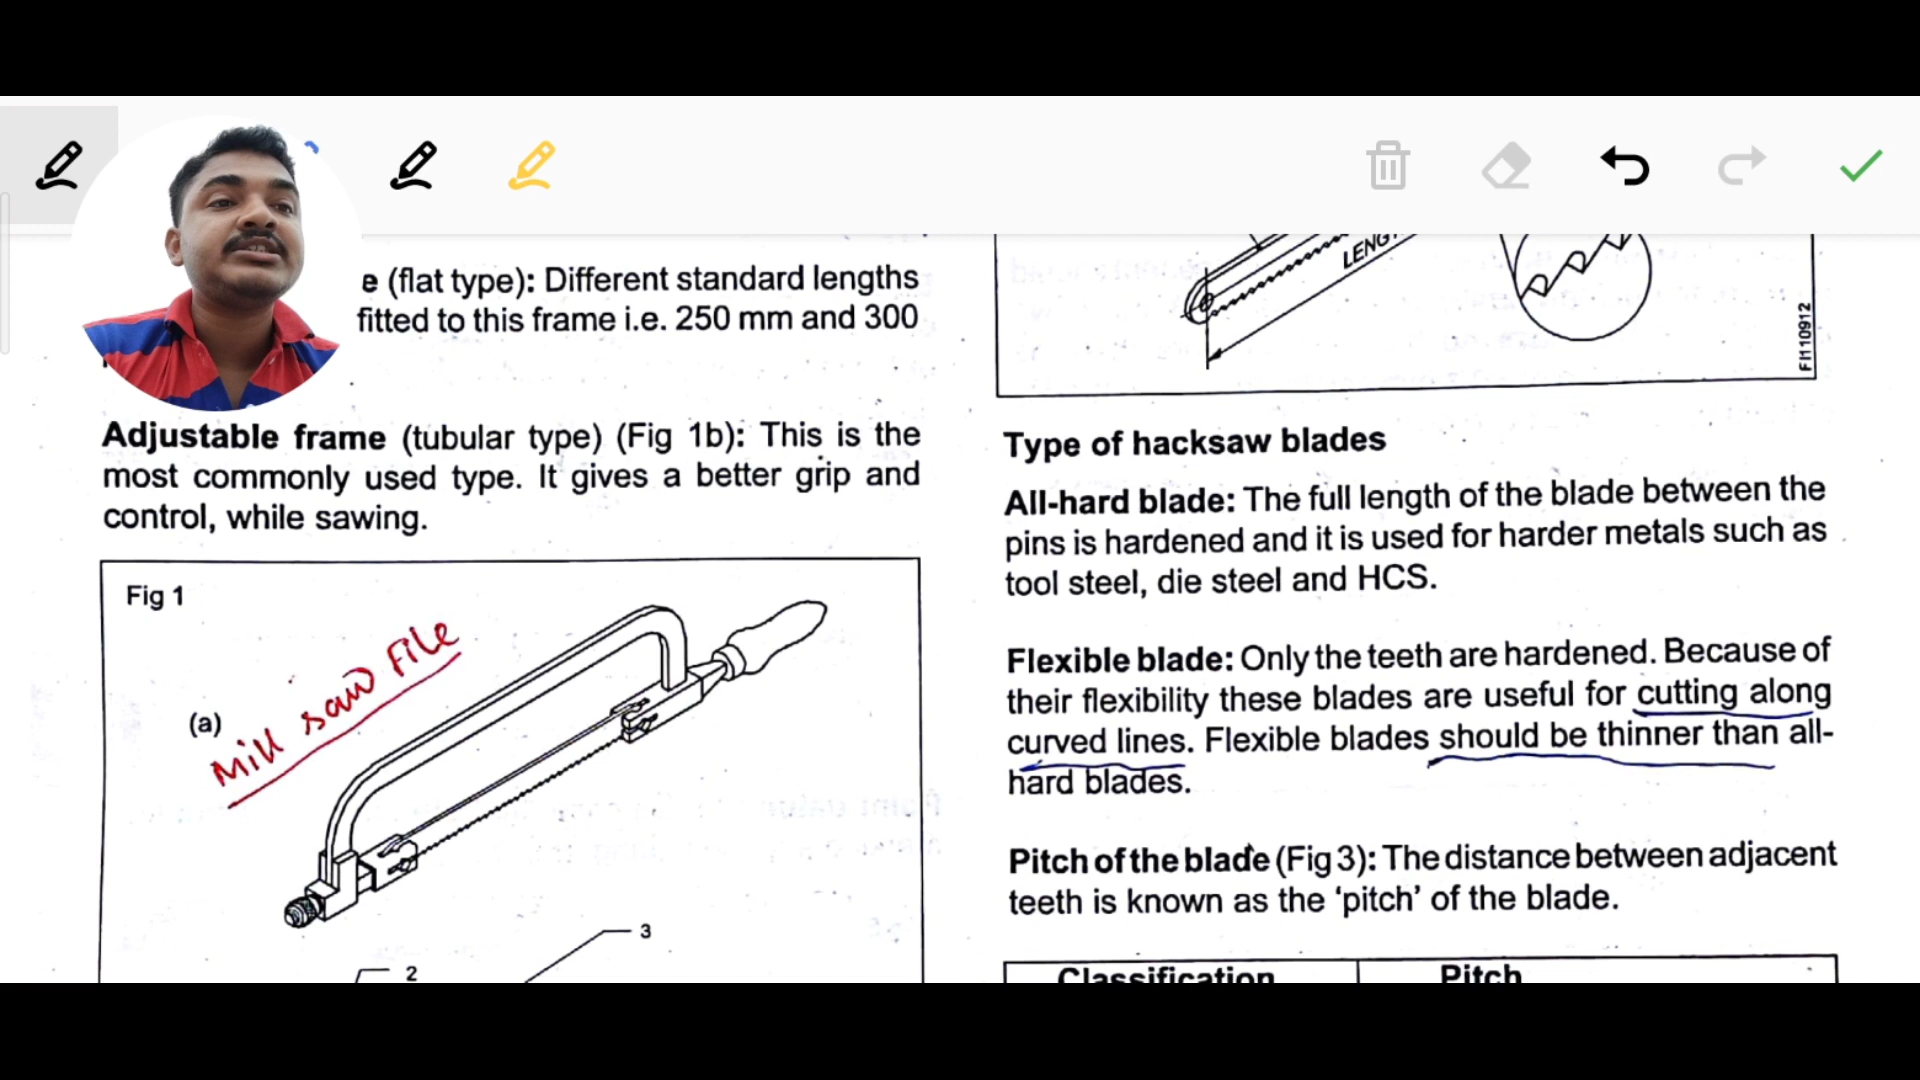 e (flat type): Different standard lengths
fitted to this frame i.e. 250 mm and 300
Adjustable frame (tubular type) (Fig 1b): This is the
most commonly used type. It gives a better grip and
control, while sawing.
Fig 1
(a)
Mill saw File
3
2
LENG
FI110912
Type of hacksaw blades
All-hard blade: The full length of the blade between the
pins is hardened and it is used for harder metals such as
tool steel, die steel and HCS.
Flexible blade: Only the teeth are hardened. Because of
their flexibility these blades are useful for cutting along
curved lines. Flexible blades should be thinner than all-
hard blades.
Pitch of the blade (Fig 3): The distance between adjacent
teeth is known as the ‘pitch’ of the blade.
Classification Pitch